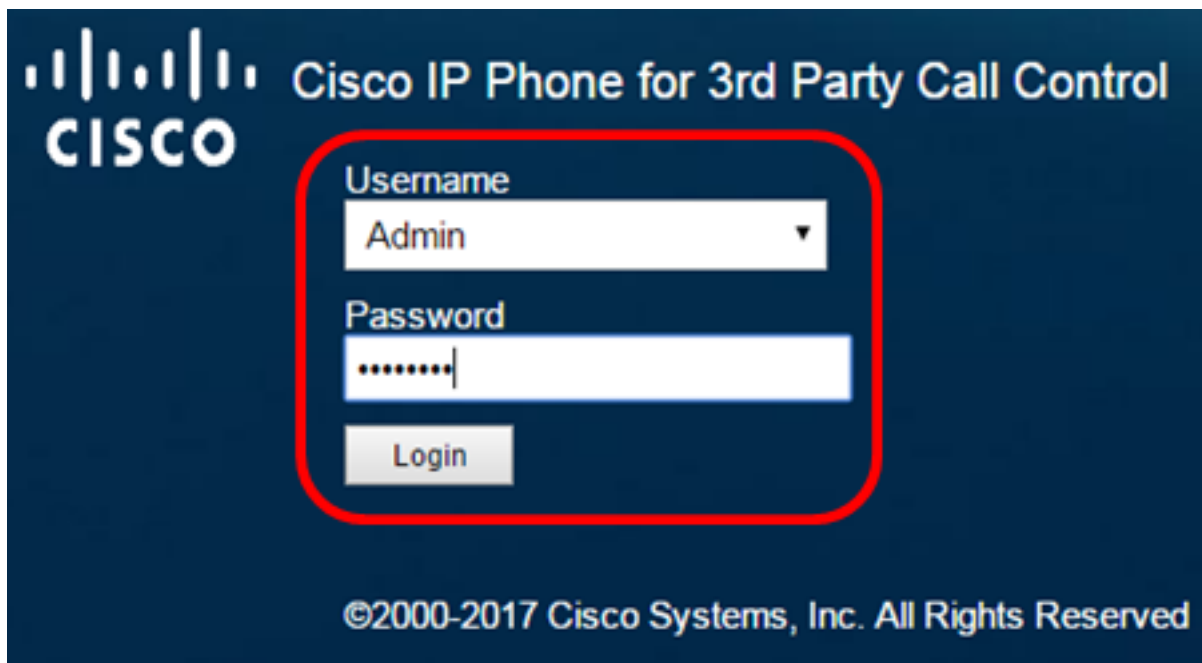 CISCO
Cisco IP Phone for 3rd Party Call Control
Username
Admin
Password
••••••••
Login
©2000-2017 Cisco Systems, Inc. All Rights Reserved